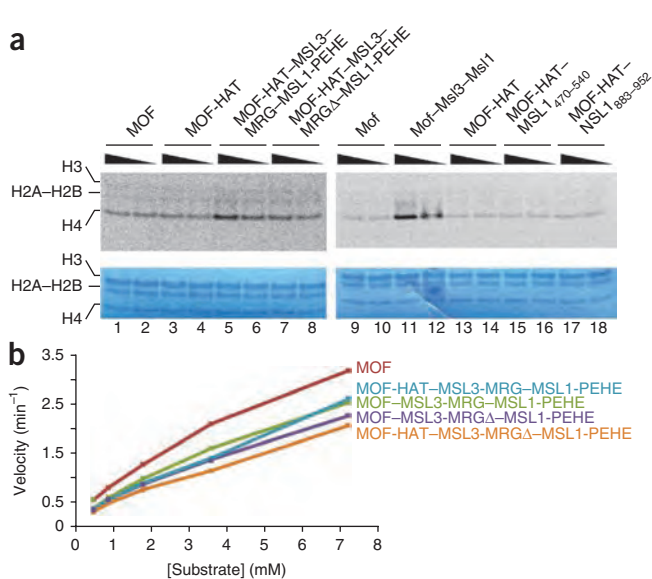 a
MOF
MOF-HAT
MOF-HAT–MSL3–
MRG–MSL1-PEHE
MOF-HAT–MSL3–
MRGΔ–MSL1-PEHE
Mof
Mof–Msl3–Msl1
MOF-HAT
MOF-HAT–
MSL1 470–540
MOF-HAT–
NSL1 883–952
H3
H2A–H2B
H4
H3
H2A–H2B
H4
1 2 3 4 5 6 7 8 9 10 11 12 13 14 15 16 17 18
b
3.5
2.5
1.5
0.5
0
Velocity (min⁻¹)
MOF
MOF-HAT–MSL3-MRG–MSL1-PEHE
MOF–MSL3-MRG–MSL1-PEHE
MOF–MSL3-MRGΔ–MSL1-PEHE
MOF-HAT–MSL3-MRGΔ–MSL1-PEHE
0 1 2 3 4 5 6 7 8
[Substrate] (mM)